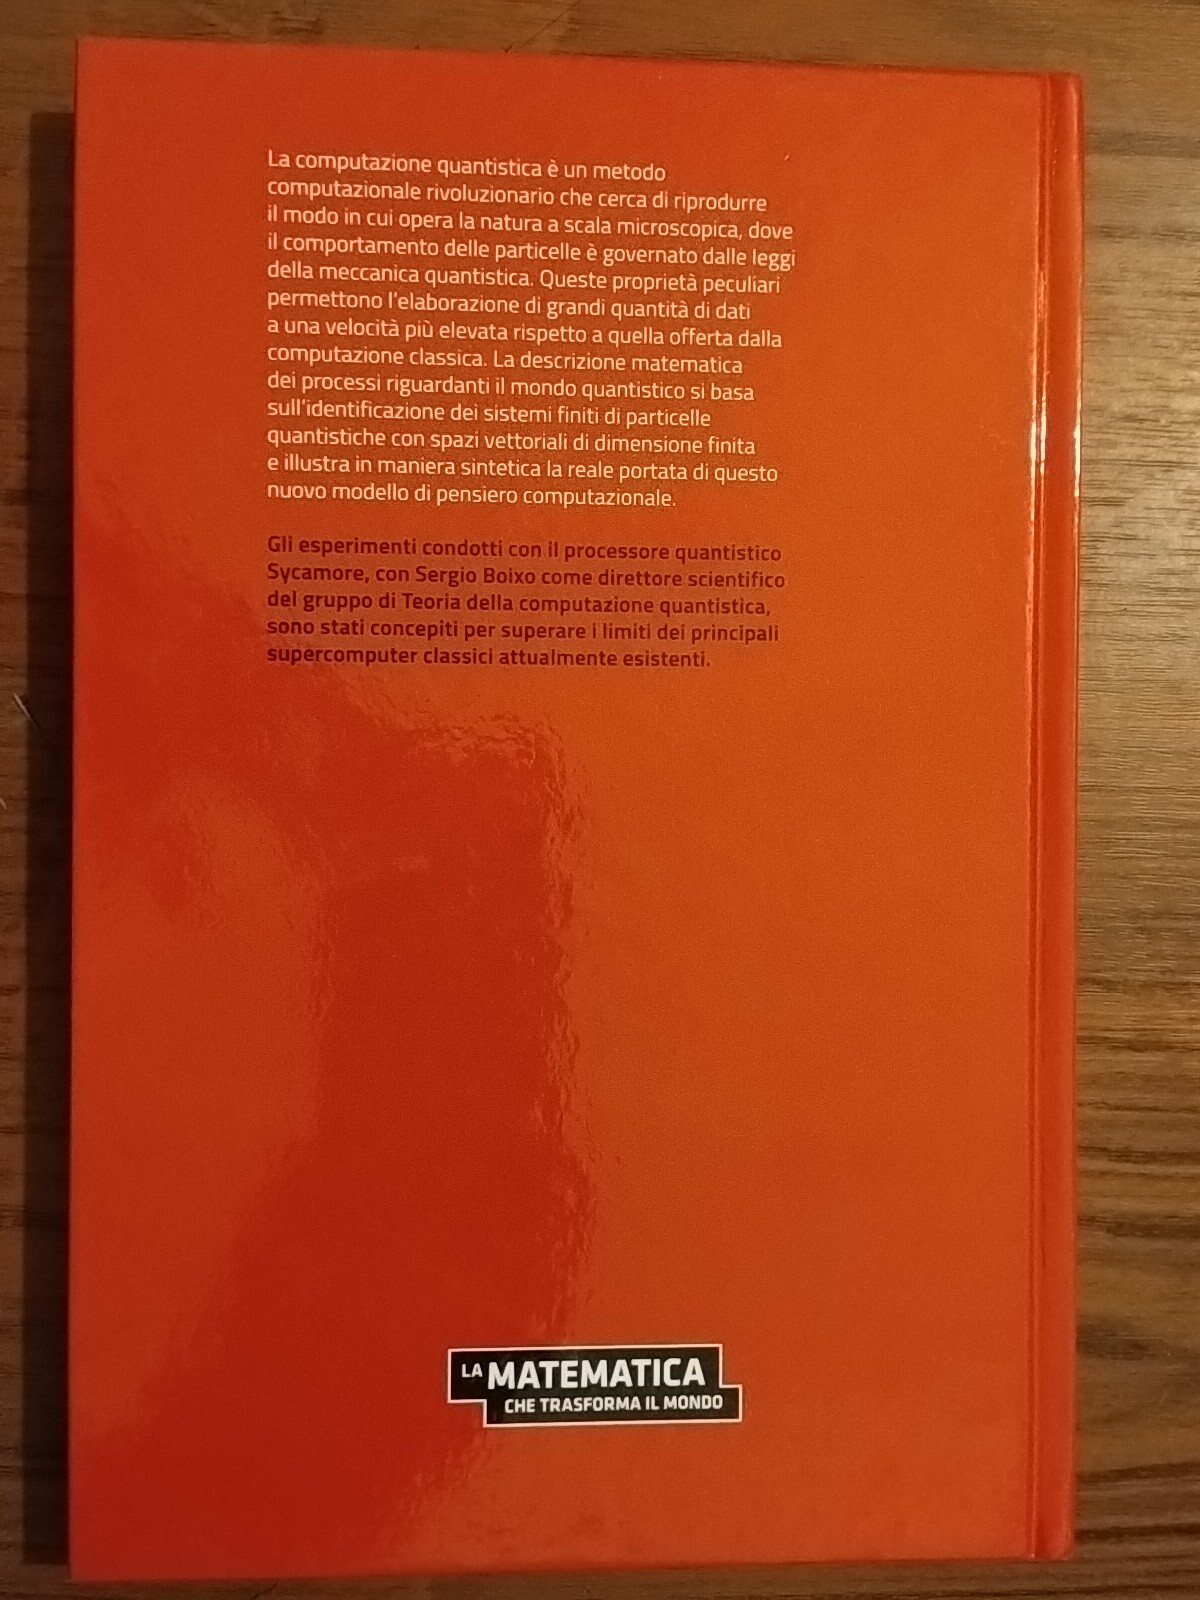 La computazione quantistica è un metodo
computazionale rivoluzionario che cerca di riprodurre
il modo in cui opera la natura a scala microscopica, dove
il comportamento delle particelle è governato dalle leggi
della meccanica quantistica. Queste proprietà peculiari
permettono l'elaborazione di grandi quantità di dati
a una velocità più elevata rispetto a quella offerta dalla
computazione classica. La descrizione matematica
dei processi riguardanti il mondo quantistico si basa
sull'identificazione dei sistemi finiti di particelle
quantistiche con spazi vettoriali di dimensione finita
e illustra in maniera sintetica la reale portata di questo
nuovo modello di pensiero computazionale.
Gli esperimenti condotti con il processore quantistico
Sycamore, con Sergio Boixo come direttore scientifico
del gruppo di Teoria della computazione quantistica,
sono stati concepiti per superare i limiti dei principali
supercomputer classici attualmente esistenti.
LA MATEMATICA
CHE TRASFORMA IL MONDO